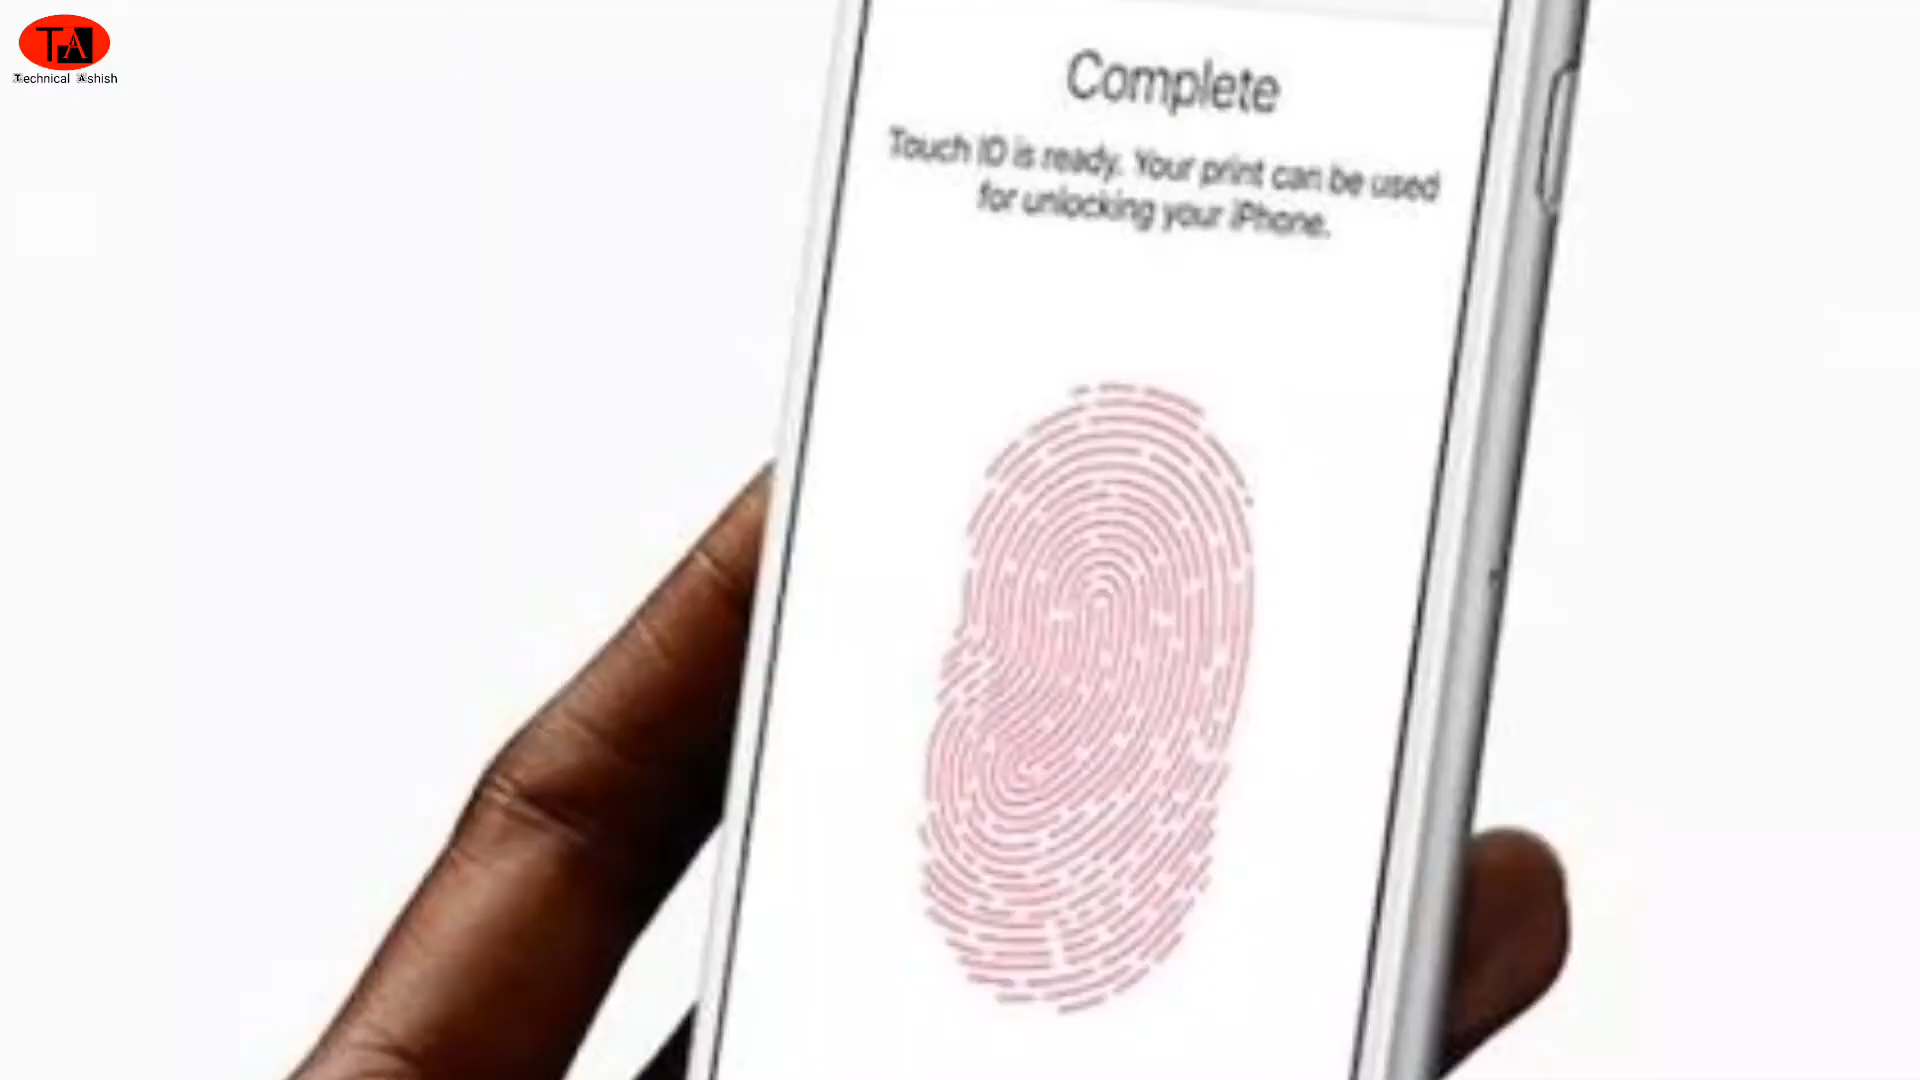 TA
Technical Ashish
Complete
Touch ID is ready. Your print can be used
for unlocking your iPhone.